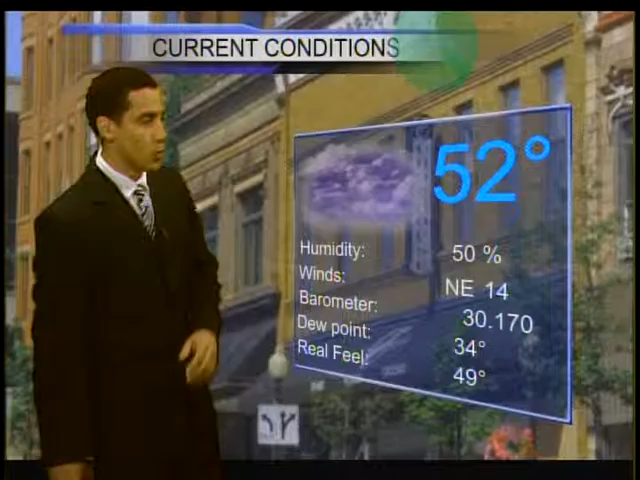 CURRENT CONDITIONS
52°
Humidity: 50 %
Winds: NE 14
Barometer: 30.170
Dew point: 34°
Real Feel: 49°